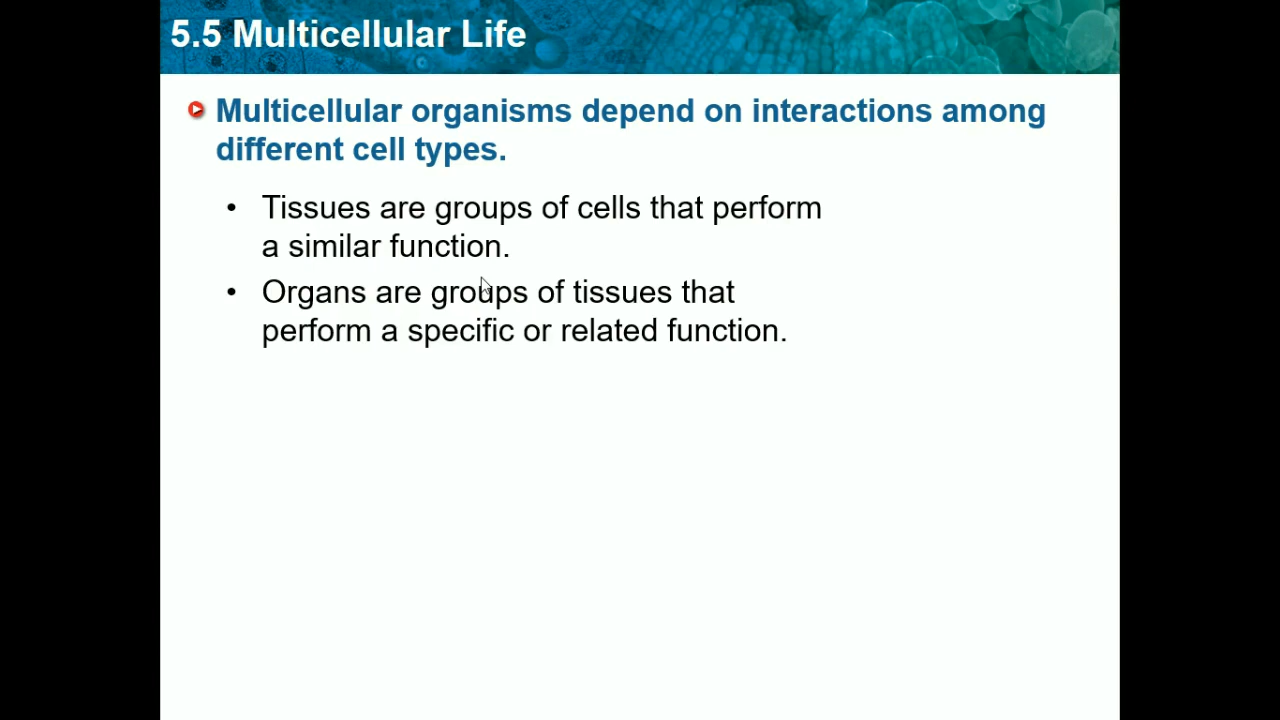 5.5 Multicellular Life
Multicellular organisms depend on interactions among
different cell types.
• Tissues are groups of cells that perform
a similar function.
• Organs are groups of tissues that
perform a specific or related function.